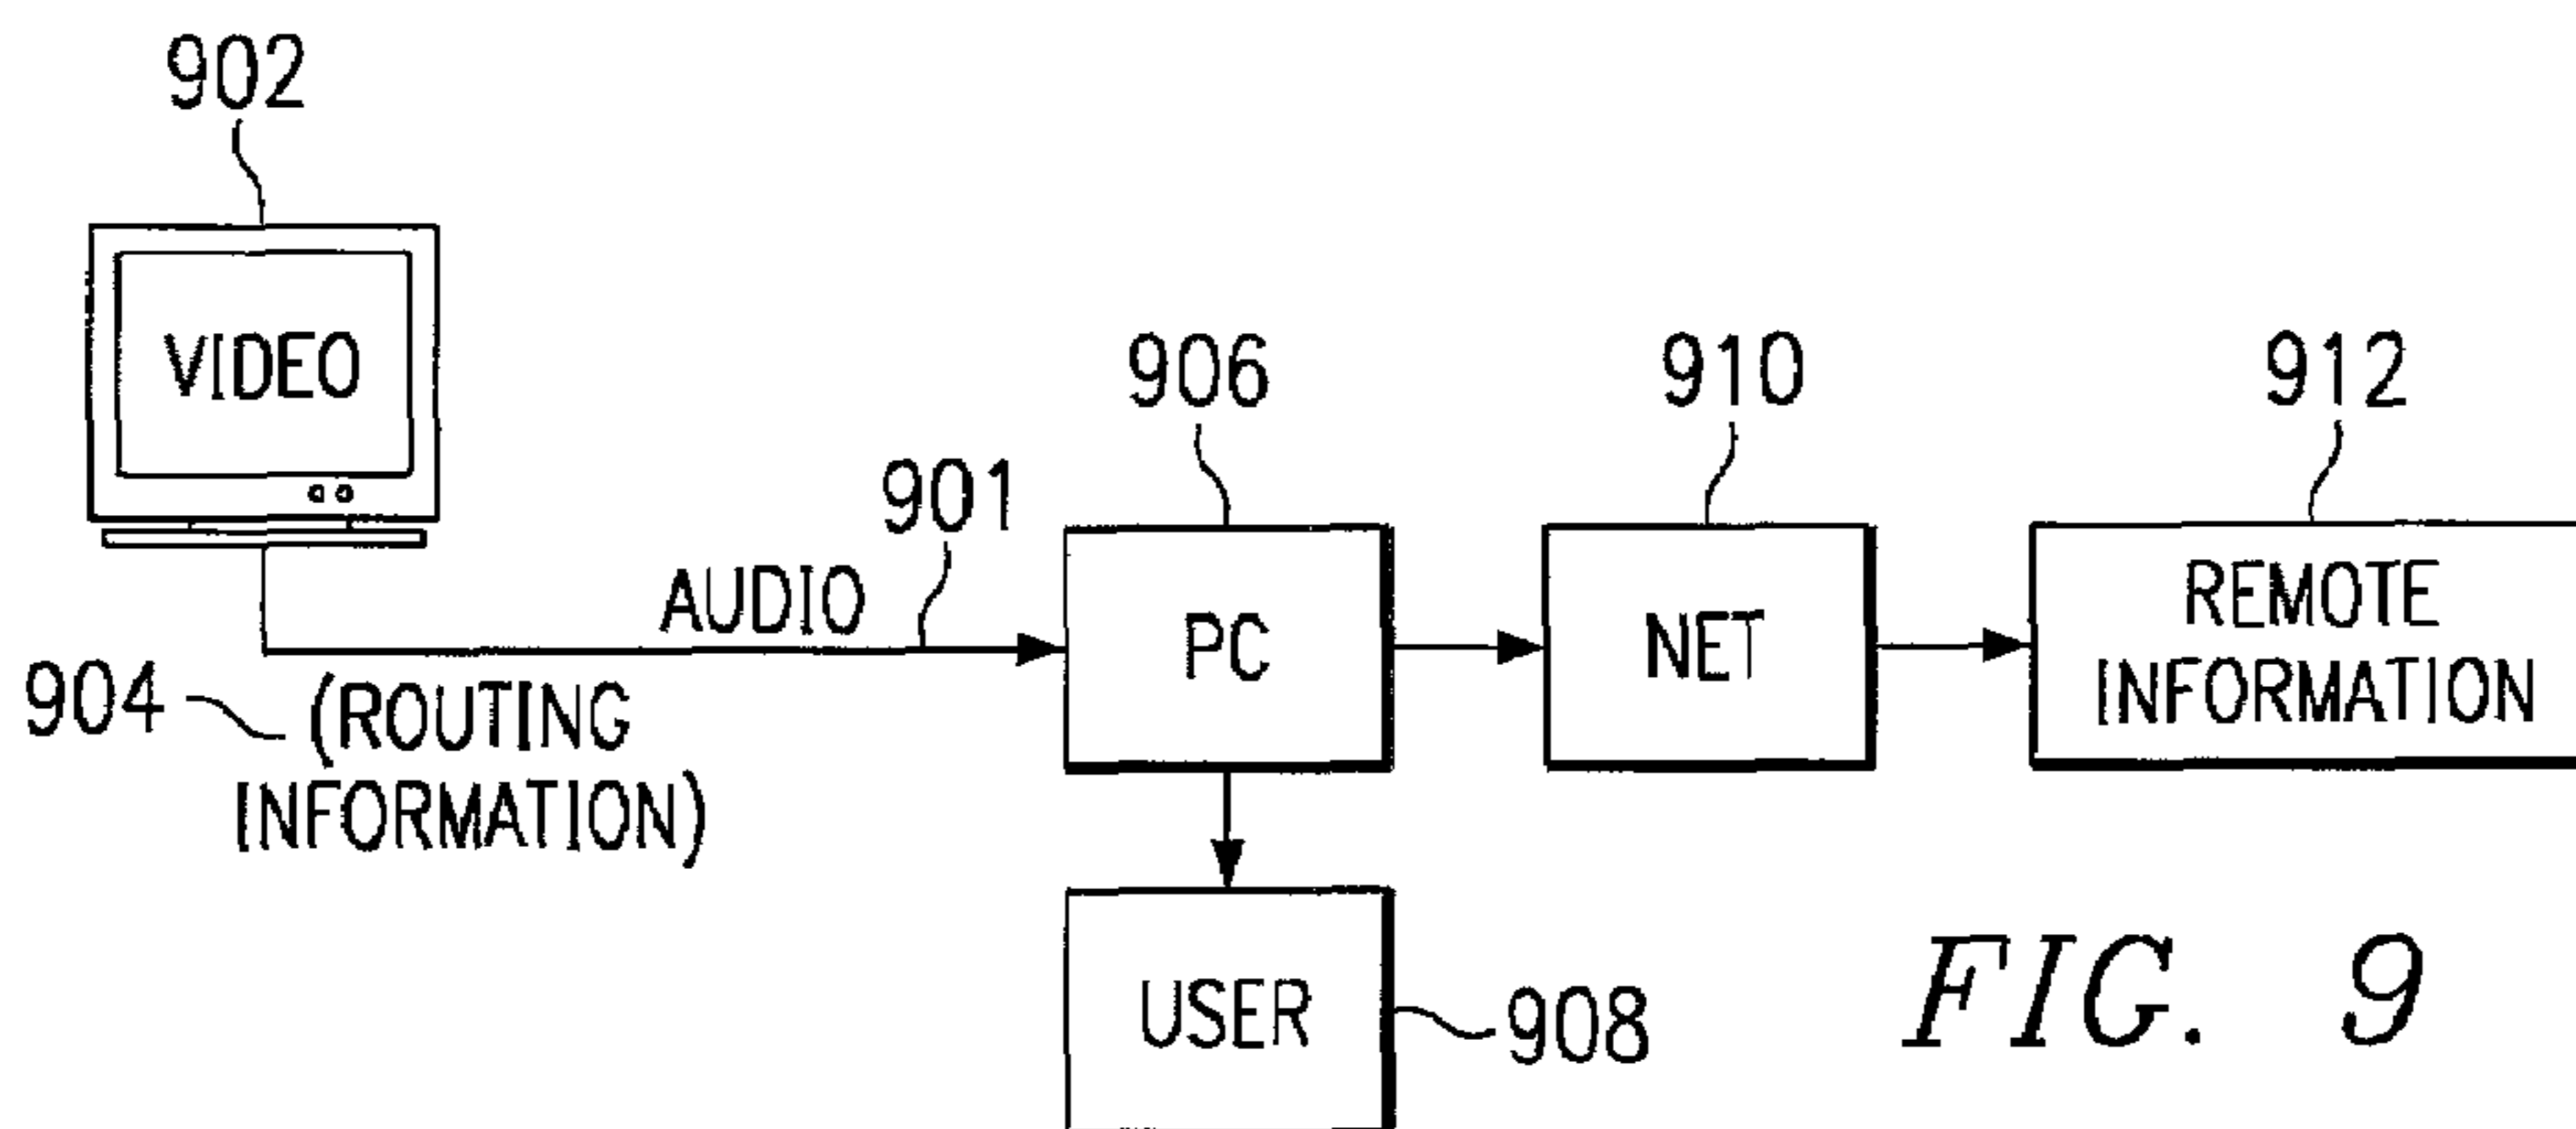 902
VIDEO
906
910
912
901
AUDIO
PC
NET
REMOTE
INFORMATION
904
(ROUTING
INFORMATION)
USER
908
FIG. 9